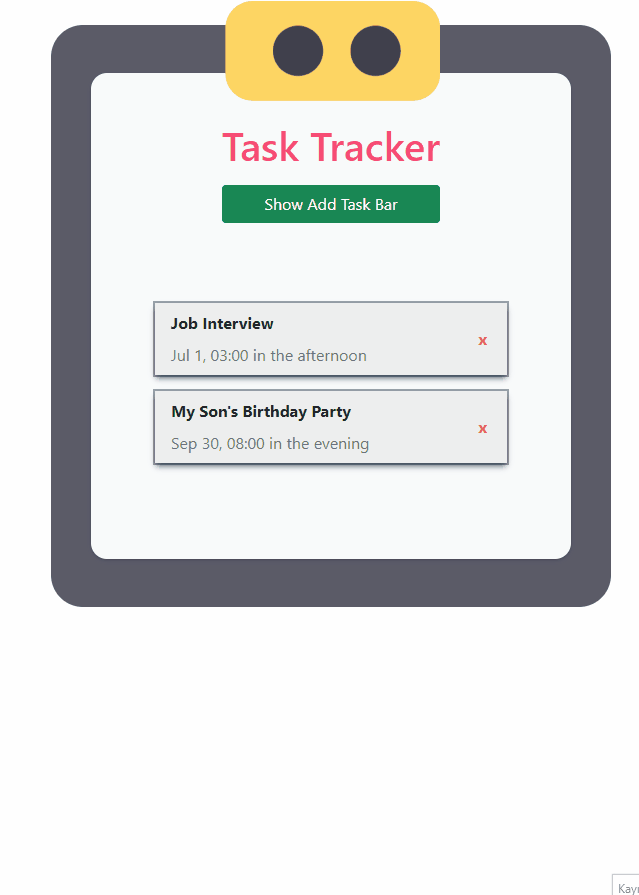 Task Tracker
Show Add Task Bar
Job Interview
Jul 1, 03:00 in the afternoon
x
My Son's Birthday Party
Sep 30, 08:00 in the evening
x